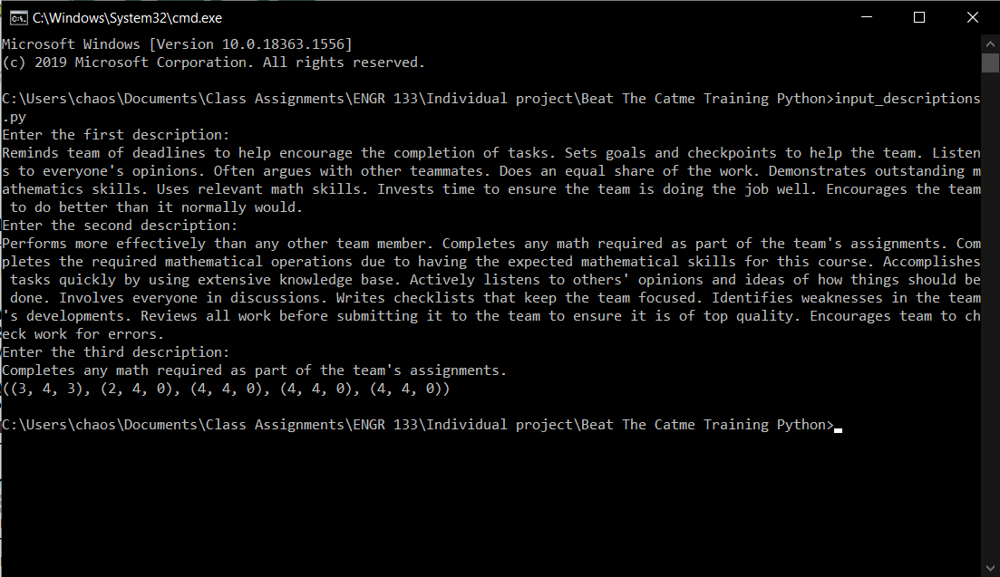 C:\Windows\System32\cmd.exe
Microsoft Windows [Version 10.0.18363.1556]
(c) 2019 Microsoft Corporation. All rights reserved.
C:\Users\chaos\Documents\Class Assignments\ENGR 133\Individual project\Beat The Catme Training Python>input_descriptions
.py
Enter the first description:
Reminds team of deadlines to help encourage the completion of tasks. Sets goals and checkpoints to help the team. Listen
s to everyone's opinions. Often argues with other teammates. Does an equal share of the work. Demonstrates outstanding m
athematics skills. Uses relevant math skills. Invests time to ensure the team is doing the job well. Encourages the team
 to do better than it normally would.
Enter the second description:
Performs more effectively than any other team member. Completes any math required as part of the team's assignments. Com
pletes the required mathematical operations due to having the expected mathematical skills for this course. Accomplishes
 tasks quickly by using extensive knowledge base. Actively listens to others' opinions and ideas of how things should be
 done. Involves everyone in discussions. Writes checklists that keep the team focused. Identifies weaknesses in the team
's developments. Reviews all work before submitting it to the team to ensure it is of top quality. Encourages team to ch
eck work for errors.
Enter the third description:
Completes any math required as part of the team's assignments.
((3, 4, 3), (2, 4, 0), (4, 4, 0), (4, 4, 0), (4, 4, 0))
C:\Users\chaos\Documents\Class Assignments\ENGR 133\Individual project\Beat The Catme Training Python>